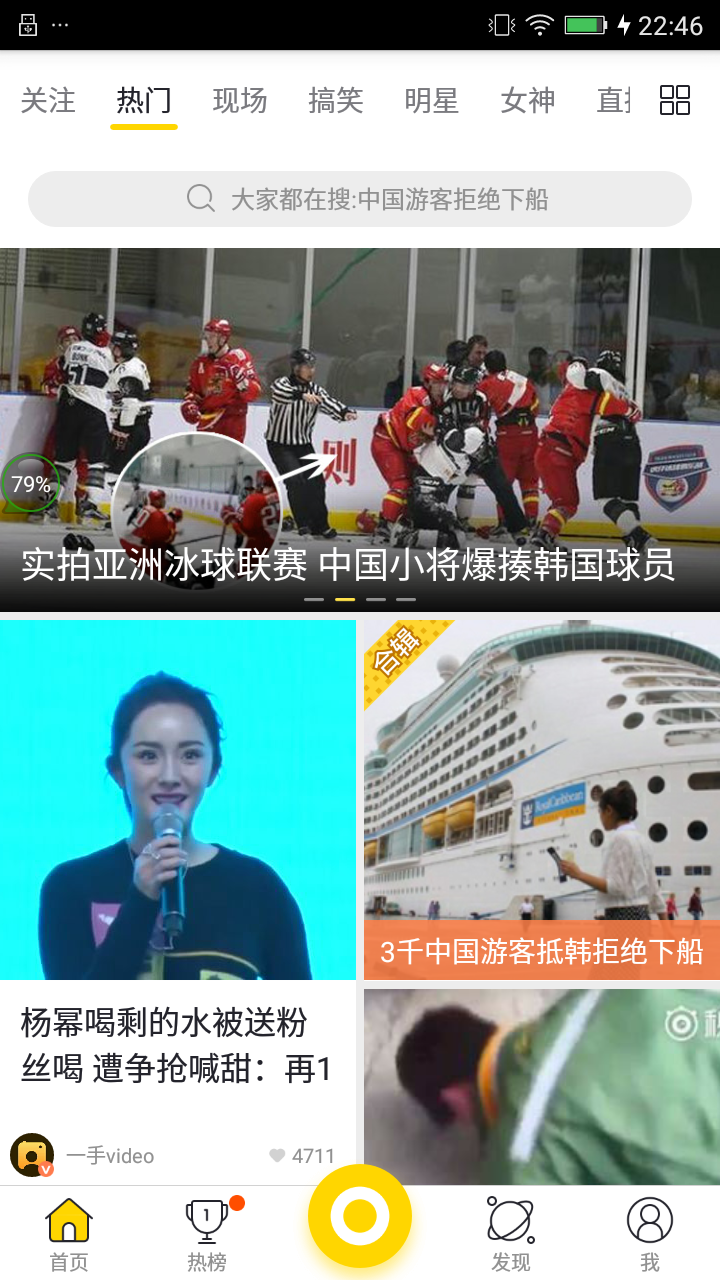 22:46
关注 热门 现场 搞笑 明星 女神
大家都在搜:中国游客拒绝下船
51
则
79%
实拍亚洲冰球联赛 中国小将爆揍韩国球员
合辑
RoyalCaribbean
3千中国游客抵韩拒绝下船
杨幂喝剩的水被送粉
丝喝 遭争抢喊甜：再1
一手video
4711
1
首页 热榜 发现 我